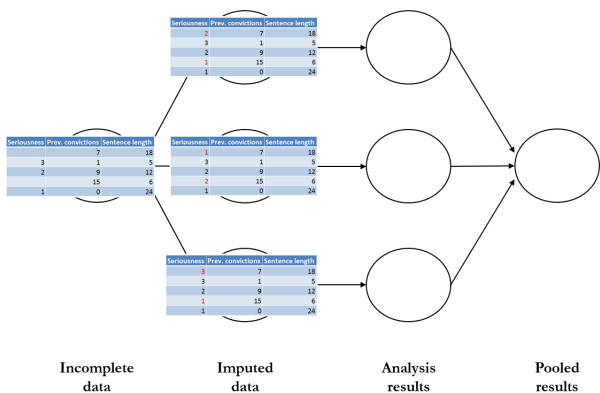 Seriousness Prev. convictions Sentence length
2 7 18
3 1 5
2 9 12
1 15 6
1 0 24
Seriousness Prev. convictions Sentence length
7 18
3 1 5
2 9 12
15 6
1 0 24
Seriousness Prev. convictions Sentence length
1 7 18
3 1 5
2 9 12
2 15 6
1 0 24
Seriousness Prev. convictions Sentence length
3 7 18
3 1 5
2 9 12
1 15 6
1 0 24
Incomplete
data
Imputed
data
Analysis
results
Pooled
results